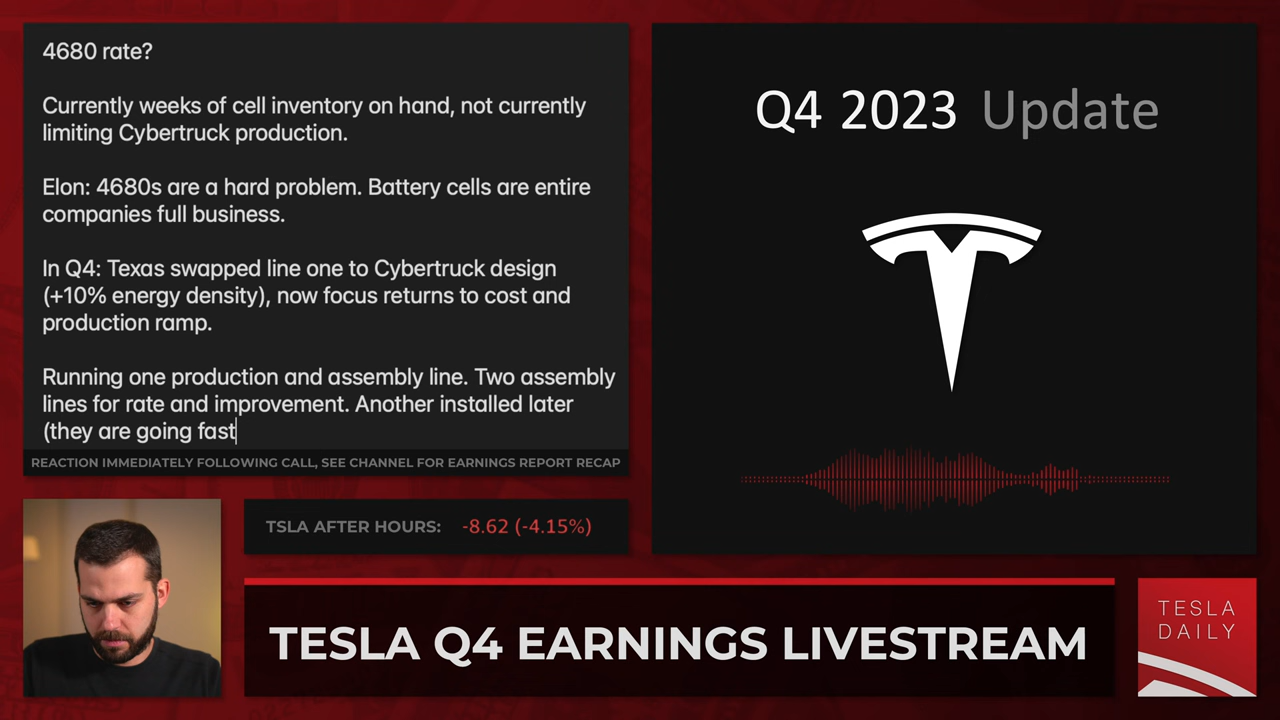 4680 rate?
Currently weeks of cell inventory on hand, not currently
limiting Cybertruck production.
Elon: 4680s are a hard problem. Battery cells are entire
companies full business.
In Q4: Texas swapped line one to Cybertruck design
(+10% energy density), now focus returns to cost and
production ramp.
Running one production and assembly line. Two assembly
lines for rate and improvement. Another installed later
(they are going fast
REACTION IMMEDIATELY FOLLOWING CALL, SEE CHANNEL FOR EARNINGS REPORT RECAP
Q4 2023 Update
TSLA AFTER HOURS: -8.62 (-4.15%)
TESLA Q4 EARNINGS LIVESTREAM
TESLA
DAILY